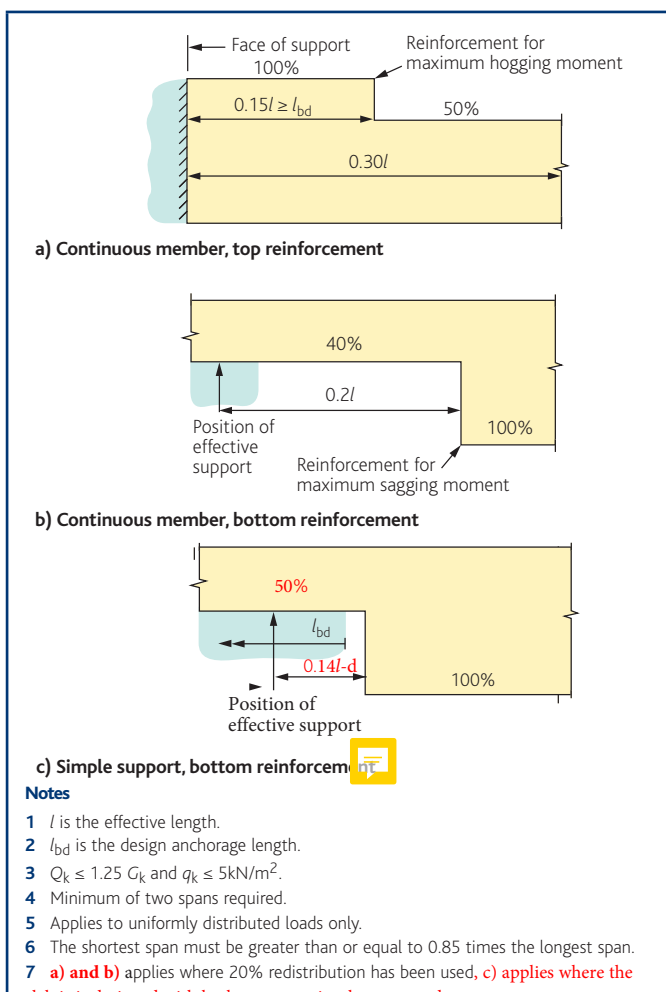 Face of support
100%
Reinforcement for
maximum hogging moment
0.15l ≥ lbd
50%
0.30l
a) Continuous member, top reinforcement
40%
0.2l
Position of
effective
support
100%
Reinforcement for
maximum sagging moment
b) Continuous member, bottom reinforcement
50%
lbd
0.14l-d
100%
Position of
effective support
c) Simple support, bottom reinforcement
Notes
1 l is the effective length.
2 lbd is the design anchorage length.
3 Qk ≤ 1.25 Gk and qk ≤ 5kN/m².
4 Minimum of two spans required.
5 Applies to uniformly distributed loads only.
6 The shortest span must be greater than or equal to 0.85 times the longest span.
7 a) and b) applies where 20% redistribution has been used, c) applies where the